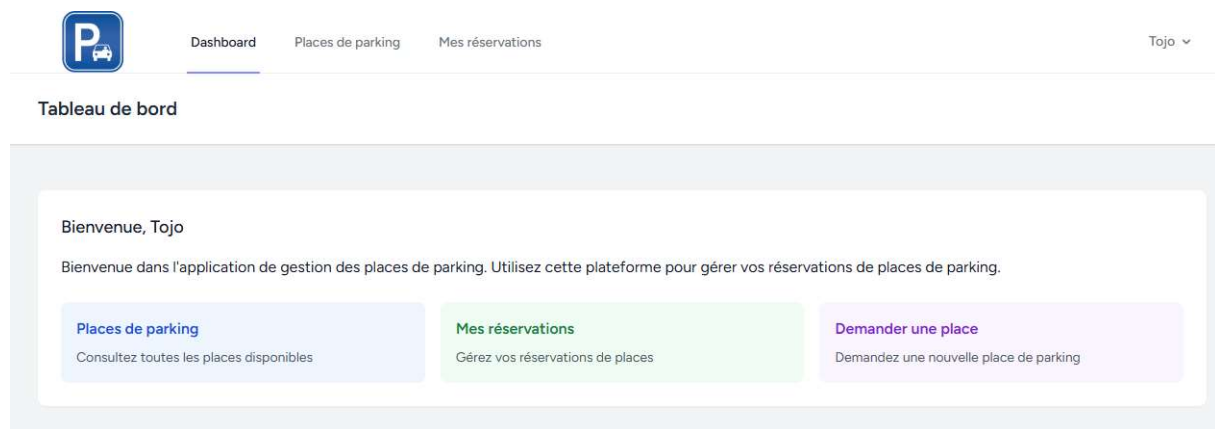 P
Dashboard Places de parking Mes réservations Tojo
Tableau de bord
Bienvenue, Tojo
Bienvenue dans l'application de gestion des places de parking. Utilisez cette plateforme pour gérer vos réservations de places de parking.
Places de parking
Consultez toutes les places disponibles
Mes réservations
Gérez vos réservations de places
Demander une place
Demandez une nouvelle place de parking